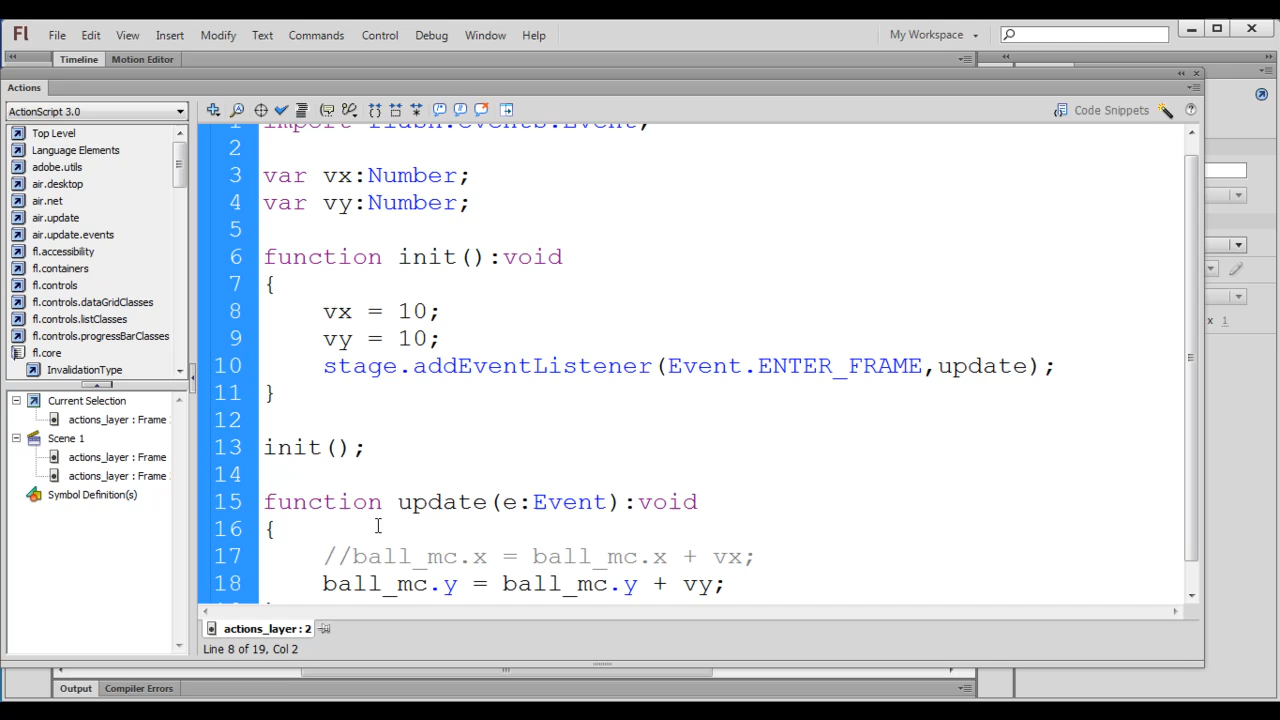 Fl File Edit View Insert Modify Text Commands Control Debug Window Help My Workspace
Timeline Motion Editor
Actions
ActionScript 3.0
Code Snippets
Top Level
Language Elements
adobe.utils
air.desktop
air.net
air.update
air.update.events
fl.accessibility
fl.containers
fl.controls
fl.controls.dataGridClasses
fl.controls.listClasses
fl.controls.progressBarClasses
fl.core
InvalidationType
Current Selection
actions_layer : Frame
Scene 1
actions_layer : Frame
actions_layer : Frame
Symbol Definition(s)
1 import flash.events.Event;
2
3 var vx:Number;
4 var vy:Number;
5
6 function init():void
7 {
8 vx = 10;
9 vy = 10;
10 stage.addEventListener(Event.ENTER_FRAME,update);
11 }
12
13 init();
14
15 function update(e:Event):void
16 {
17 //ball_mc.x = ball_mc.x + vx;
18 ball_mc.y = ball_mc.y + vy;
actions_layer : 2
Line 8 of 19, Col 2
Output Compiler Errors
x 1